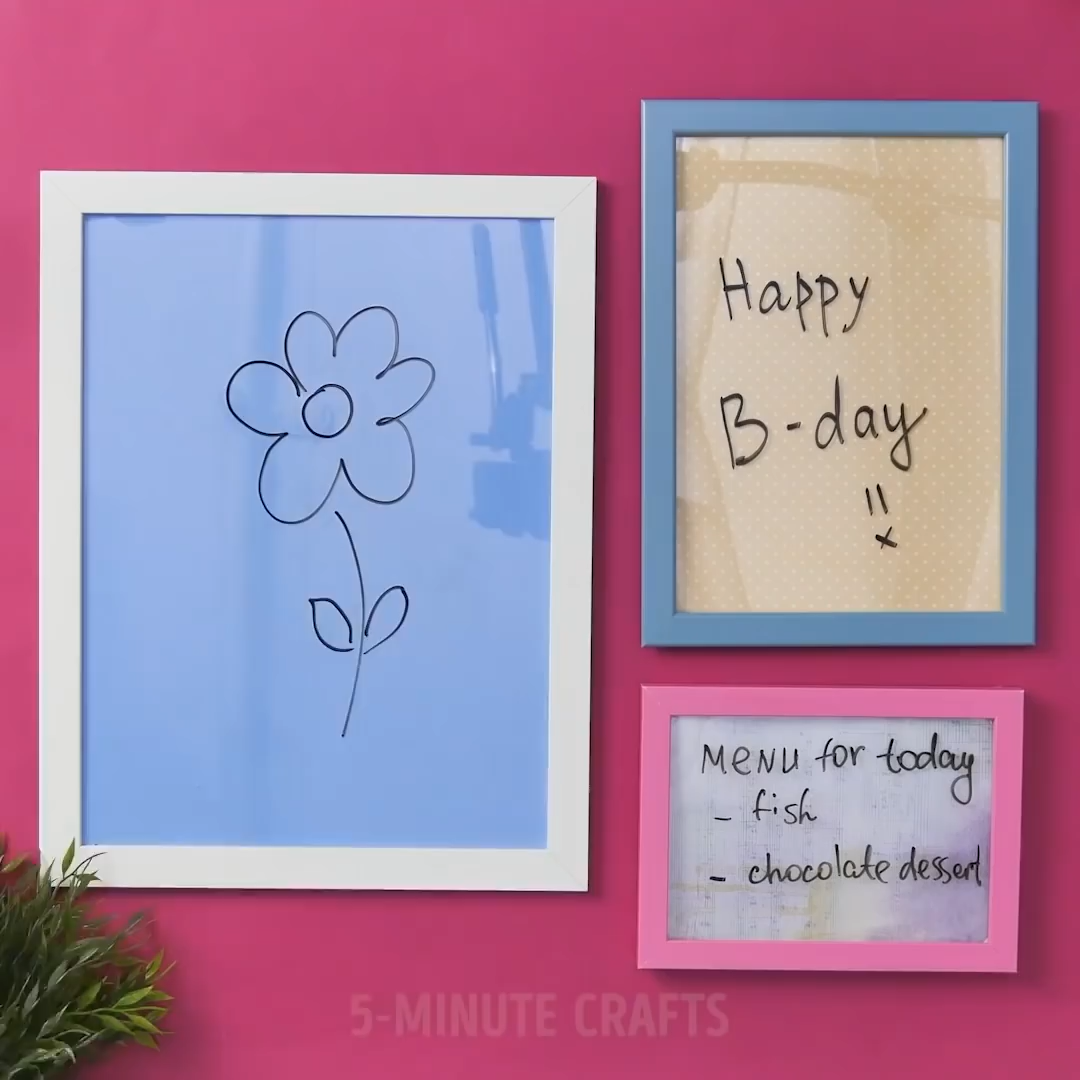 Happy
B-day
!!
x
MENU for today
- fish
- chocolate dessert
5-MINUTE CRAFTS